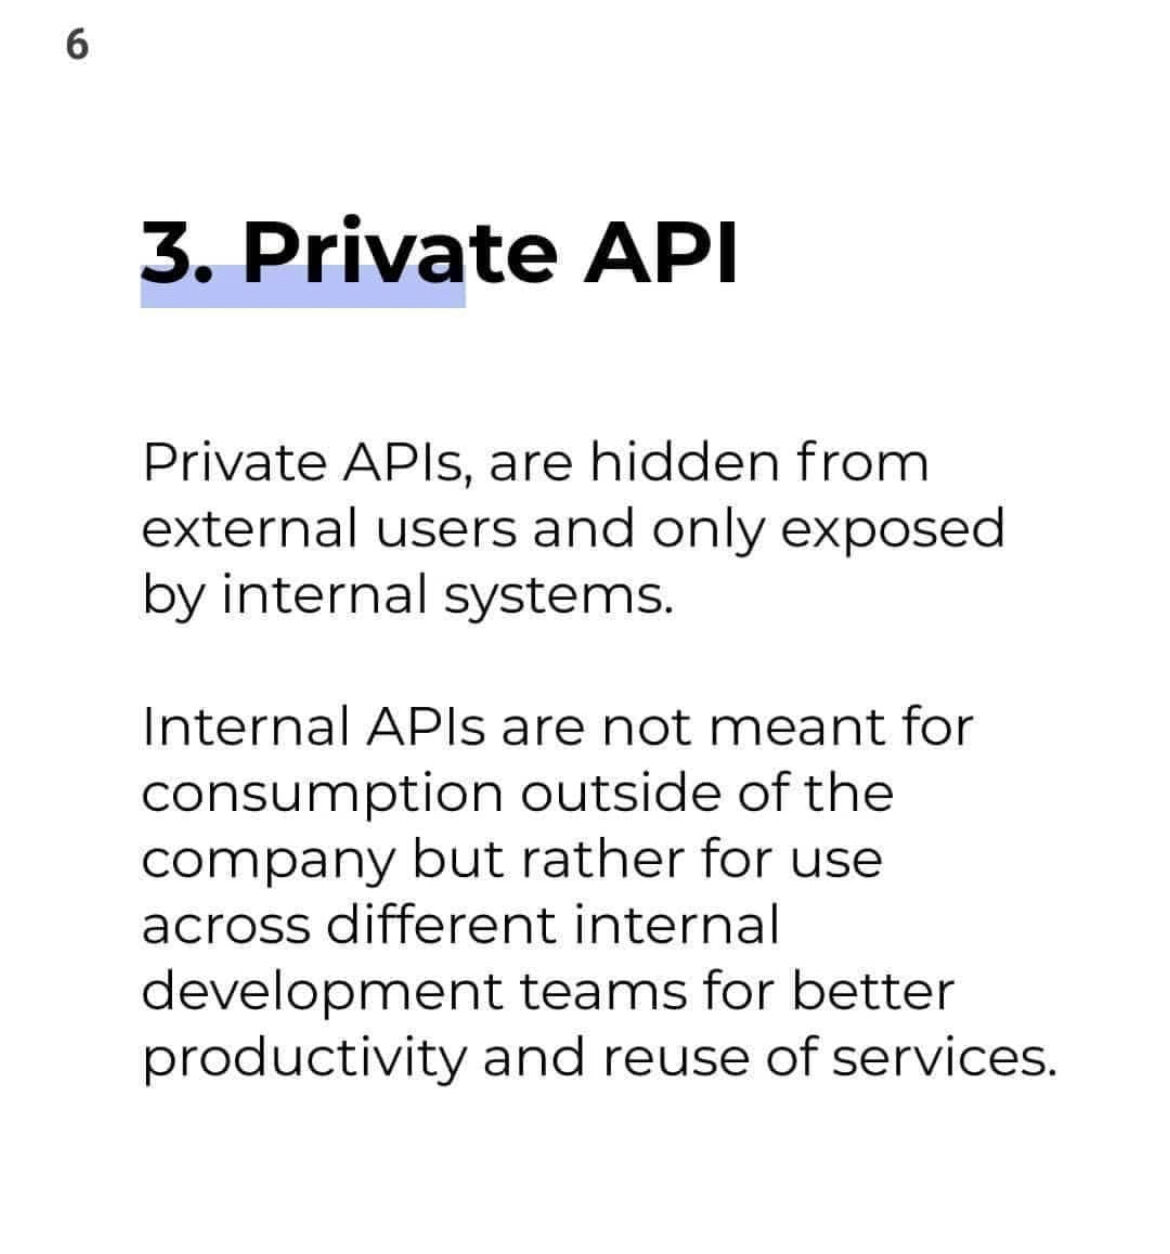 6
3. Private API
Private APIs, are hidden from
external users and only exposed
by internal systems.
Internal APIs are not meant for
consumption outside of the
company but rather for use
across different internal
development teams for better
productivity and reuse of services.